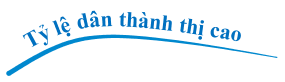 Tỷ lệ dân thành thị cao